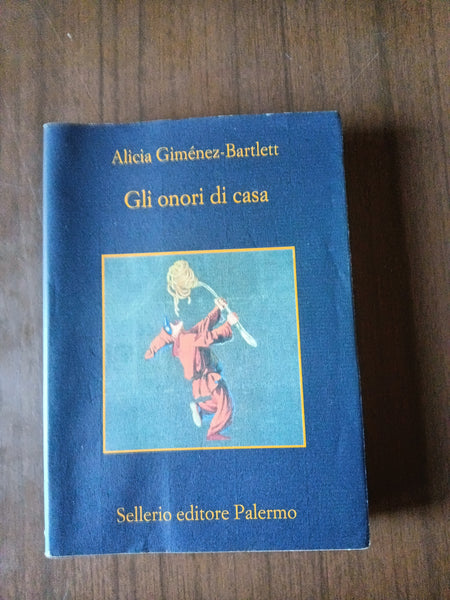 Alicia Giménez-Bartlett
Gli onori di casa
Sellerio editore Palermo